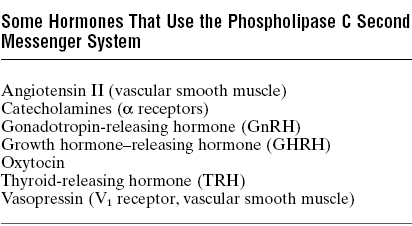 Some Hormones That Use the Phospholipase C Second
Messenger System
Angiotensin II (vascular smooth muscle)
Catecholamines (α receptors)
Gonadotropin-releasing hormone (GnRH)
Growth hormone–releasing hormone (GHRH)
Oxytocin
Thyroid-releasing hormone (TRH)
Vasopressin (V₁ receptor, vascular smooth muscle)